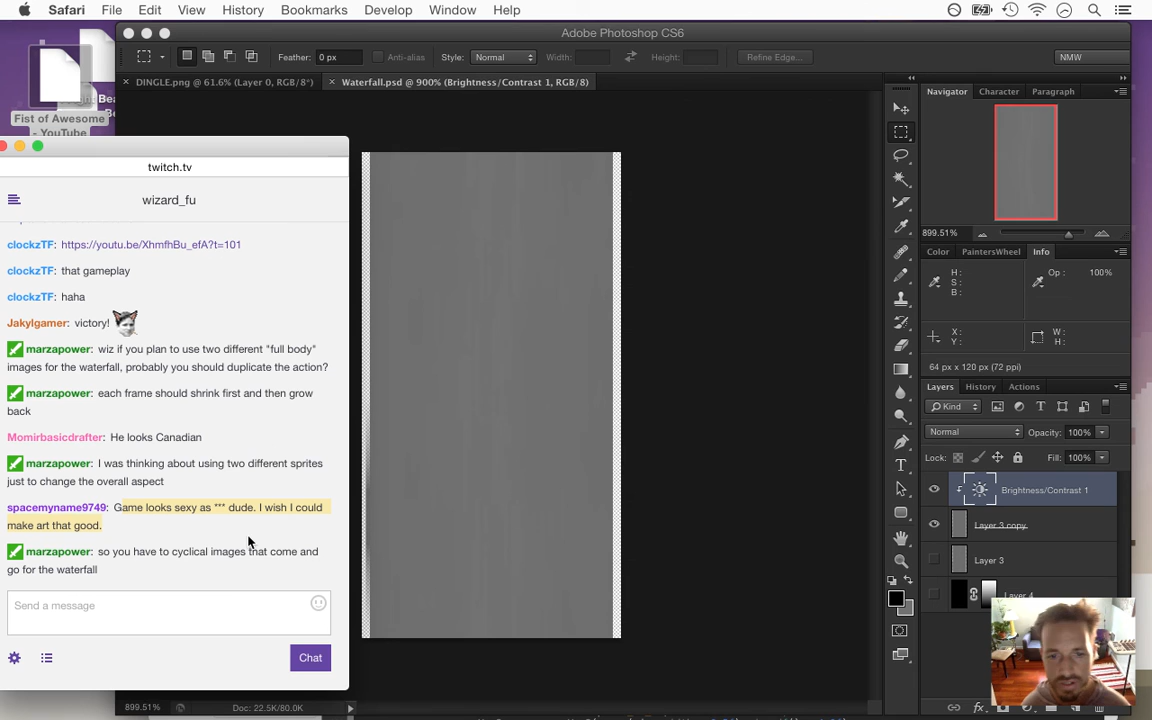 Safari File Edit View History Bookmarks Develop Window Help
Adobe Photoshop CS6
Feather: 0 px Anti-alias Style: Normal Width: Height: Refine Edge... NMW
× DINGLE.png @ 61.6% (Layer 0, RGB/8*) × Waterfall.psd @ 900% (Brightness/Contrast 1, RGB/8)
Fist of Awesome
- YouTube
twitch.tv
wizard_fu
clockzTF: https://youtu.be/XhmfhBu_efA?t=101
clockzTF: that gameplay
clockzTF: haha
Jakylgamer: victory!
marzapower: wiz if you plan to use two different "full body"
images for the waterfall, probably you should duplicate the action?
marzapower: each frame should shrink first and then grow
back
Momirbasicdrafter: He looks Canadian
marzapower: I was thinking about using two different sprites
just to change the overall aspect
spacemyname9749: Game looks sexy as *** dude. I wish I could
make art that good.
marzapower: so you have to cyclical images that come and
go for the waterfall
Send a message
Chat
899.51% Doc: 22.5K/80.0K
Navigator Character Paragraph
899.51%
Color PaintersWheel Info
H: Op: 100%
S:
B:
X: W:
Y: H:
64 px x 120 px (72 ppi)
Layers History Actions
Kind
Normal Opacity: 100%
Lock: Fill: 100%
Brightness/Contrast 1
Layer 3 copy
Layer 3
Layer 4
fx